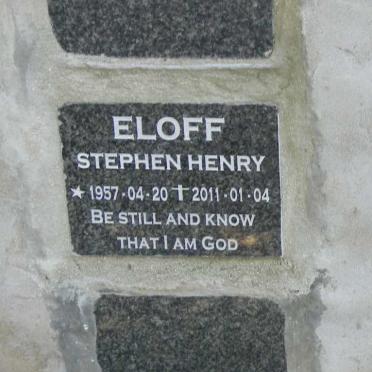 ELOFF
STEPHEN HENRY
★ 1957-04-20 ✝ 2011-01-04
BE STILL AND KNOW
THAT I AM GOD